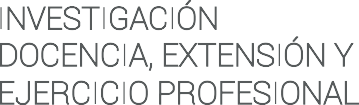 INVESTIGACIÓN
DOCENCIA, EXTENSIÓN Y
EJERCICIO PROFESIONAL